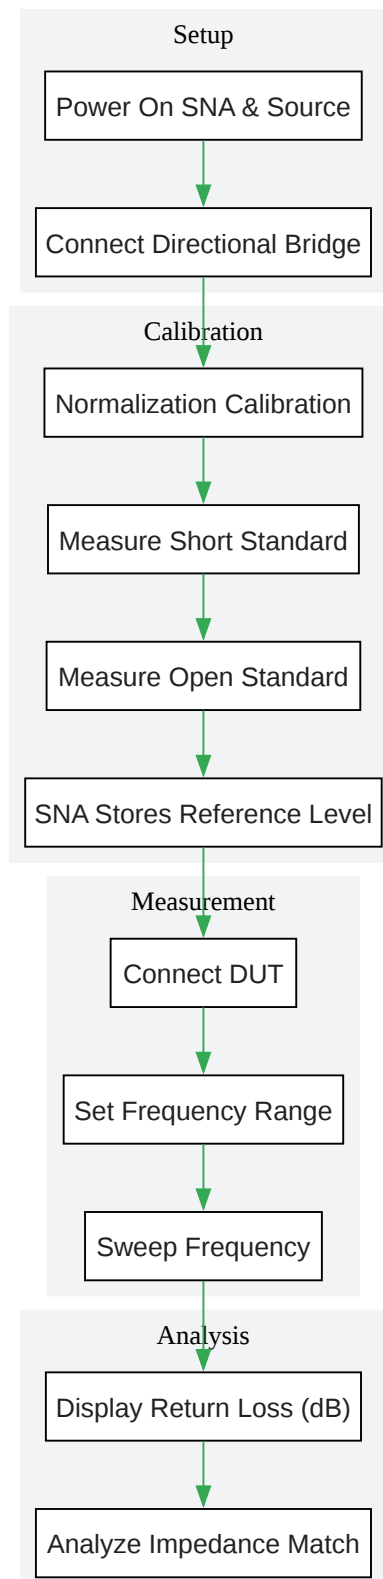 Setup
Power On SNA & Source
Connect Directional Bridge
Calibration
Normalization Calibration
Measure Short Standard
Measure Open Standard
SNA Stores Reference Level
Measurement
Connect DUT
Set Frequency Range
Sweep Frequency
Analysis
Display Return Loss (dB)
Analyze Impedance Match